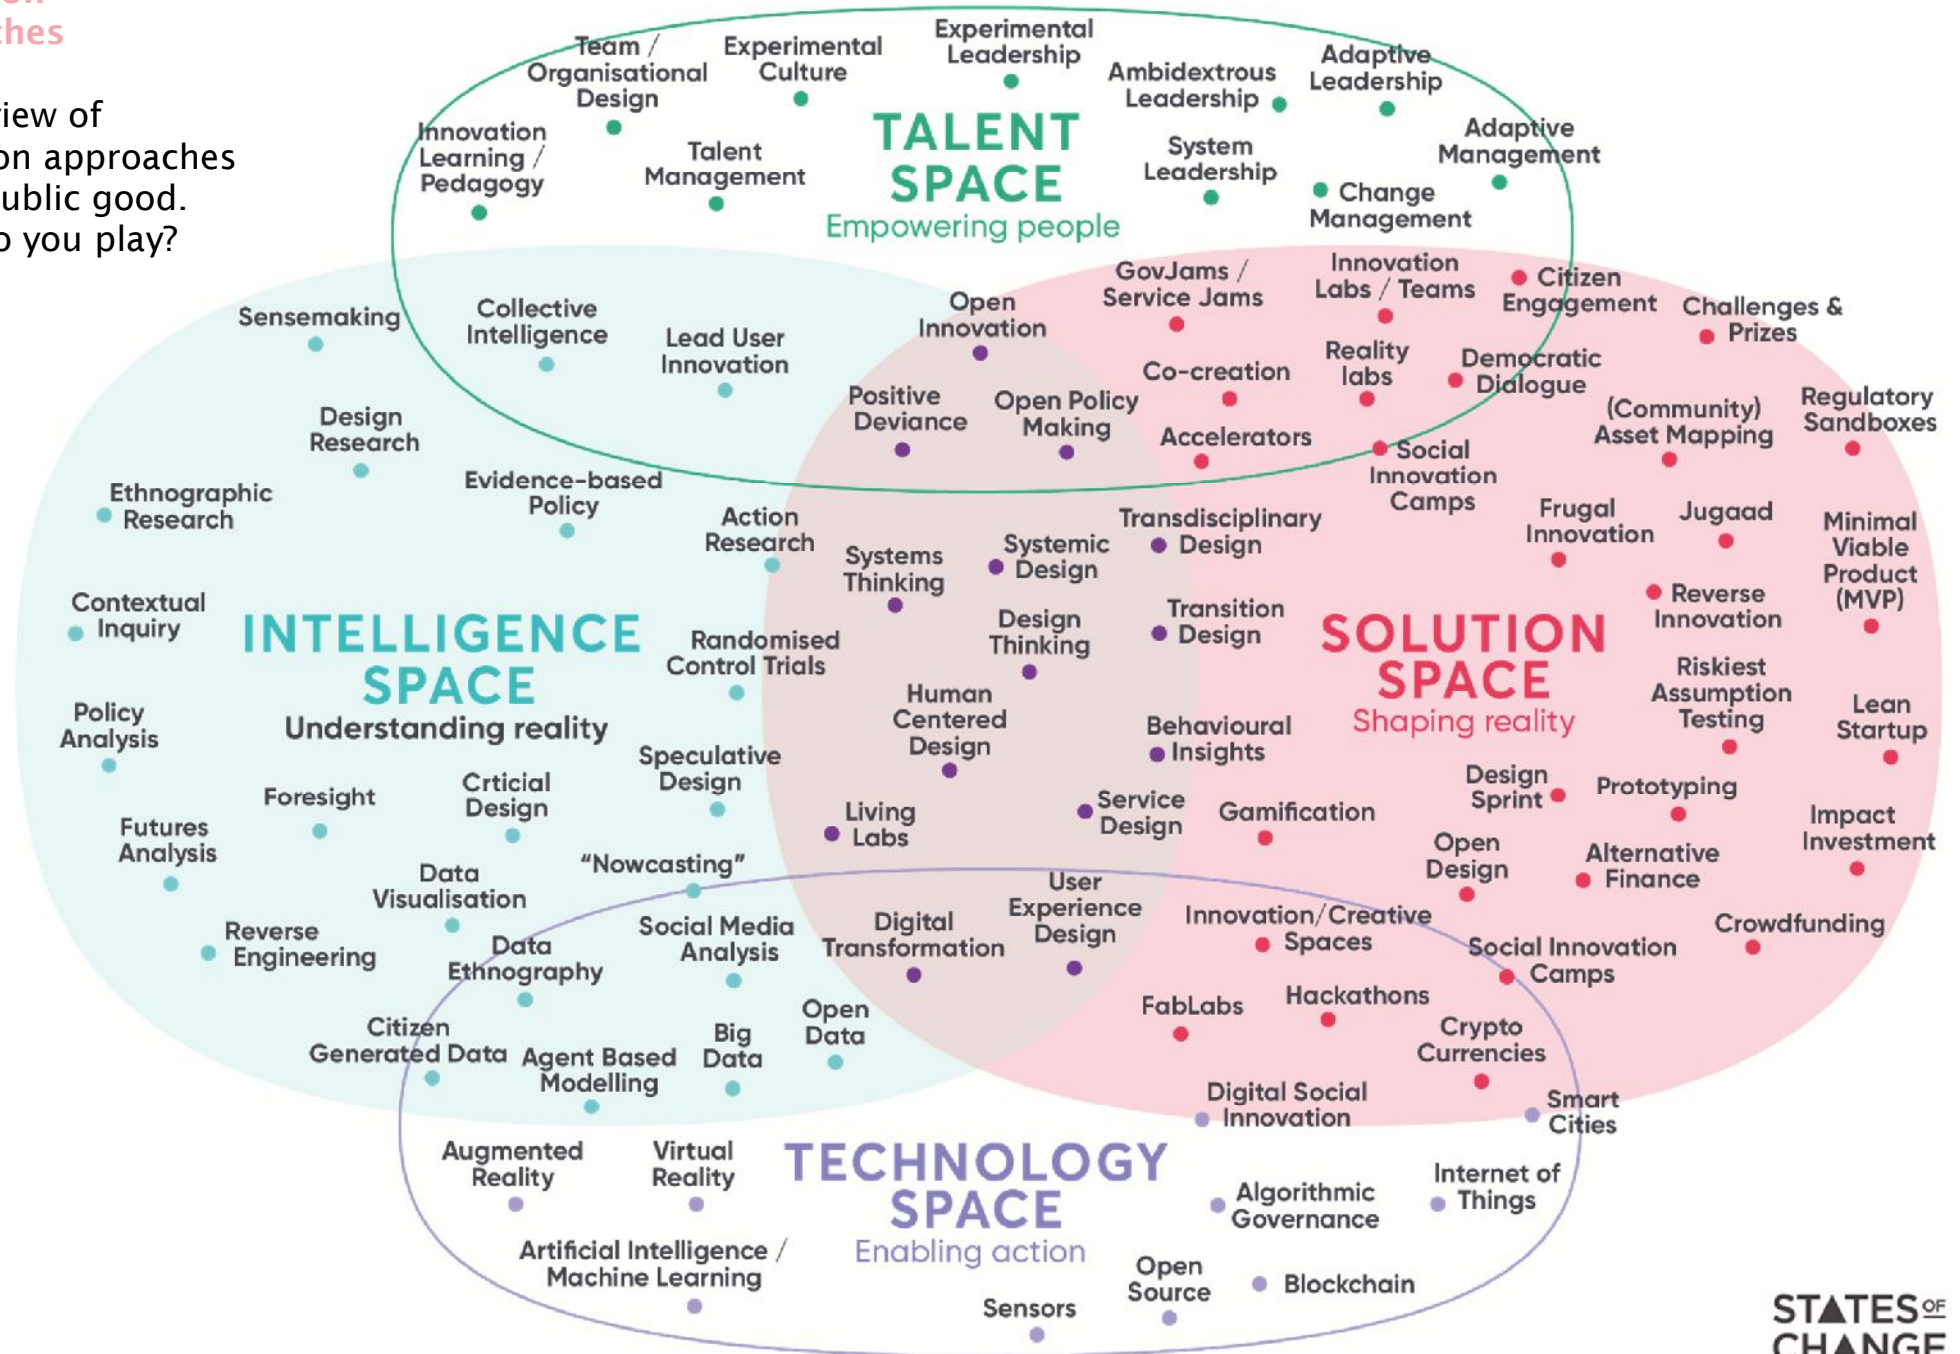 ches
view of
on approaches
ublic good.
o you play?
Team /
Organisational
Design
Experimental
Culture
Experimental
Leadership
Ambidextrous
Leadership
Adaptive
Leadership
Innovation
Learning /
Pedagogy
Talent
Management
TALENT
SPACE
Empowering people
System
Leadership
Adaptive
Management
Change
Management
Sensemaking
Collective
Intelligence
Lead User
Innovation
Open
Innovation
GovJams /
Service Jams
Innovation
Labs / Teams
Citizen
Engagement
Challenges &
Prizes
Design
Research
Positive
Deviance
Open Policy
Making
Co-creation
Reality
labs
Democratic
Dialogue
(Community)
Asset Mapping
Regulatory
Sandboxes
Accelerators
Social
Innovation
Camps
Ethnographic
Research
Evidence-based
Policy
Action
Research
Systems
Thinking
Systemic
Design
Transdisciplinary
Design
Frugal
Innovation
Jugaad
Minimal
Viable
Product
(MVP)
Contextual
Inquiry
INTELLIGENCE
SPACE
Understanding reality
Randomised
Control Trials
Design
Thinking
Transition
Design
SOLUTION
SPACE
Shaping reality
Reverse
Innovation
Riskiest
Assumption
Testing
Lean
Startup
Policy
Analysis
Human
Centered
Design
Behavioural
Insights
Foresight
Crticial
Design
Speculative
Design
Living
Labs
Service
Design
Gamification
Design
Sprint
Prototyping
Impact
Investment
Futures
Analysis
Data
Visualisation
“Nowcasting”
User
Experience
Design
Open
Design
Alternative
Finance
Reverse
Engineering
Data
Ethnography
Social Media
Analysis
Digital
Transformation
Innovation/Creative
Spaces
Social Innovation
Camps
Crowdfunding
Citizen
Generated Data
Agent Based
Modelling
Big
Data
Open
Data
FabLabs
Hackathons
Crypto
Currencies
Digital Social
Innovation
Smart
Cities
Augmented
Reality
Virtual
Reality
TECHNOLOGY
SPACE
Enabling action
Algorithmic
Governance
Internet of
Things
Artificial Intelligence /
Machine Learning
Sensors
Open
Source
Blockchain
STATES OF
CHANGE